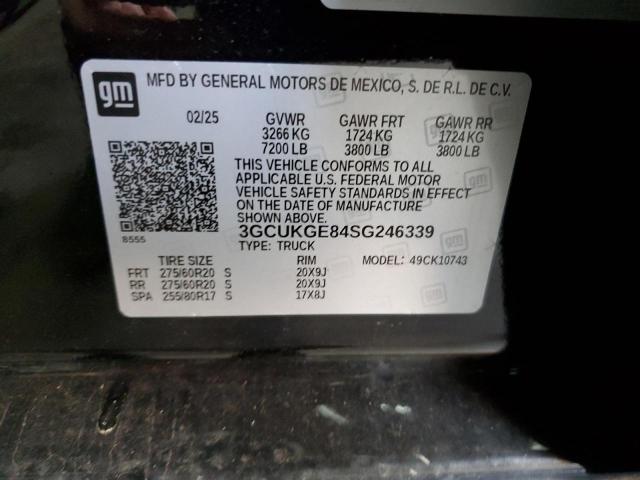 gm
MFD BY GENERAL MOTORS DE MEXICO, S. DE R.L. DE C.V.
02/25 GVWR GAWR FRT GAWR RR
3266 KG 1724 KG 1724 KG
7200 LB 3800 LB 3800 LB
THIS VEHICLE CONFORMS TO ALL
APPLICABLE U.S. FEDERAL MOTOR
VEHICLE SAFETY STANDARDS IN EFFECT
ON THE DATE OF MANUFACTURE
SHOWN ABOVE.
8555 3GCUKGE84SG246339
TYPE: TRUCK
TIRE SIZE RIM MODEL: 49CK10743
FRT 275/60R20 S 20X9J
RR 275/60R20 S 20X9J
SPA 255/80R17 S 17X8J